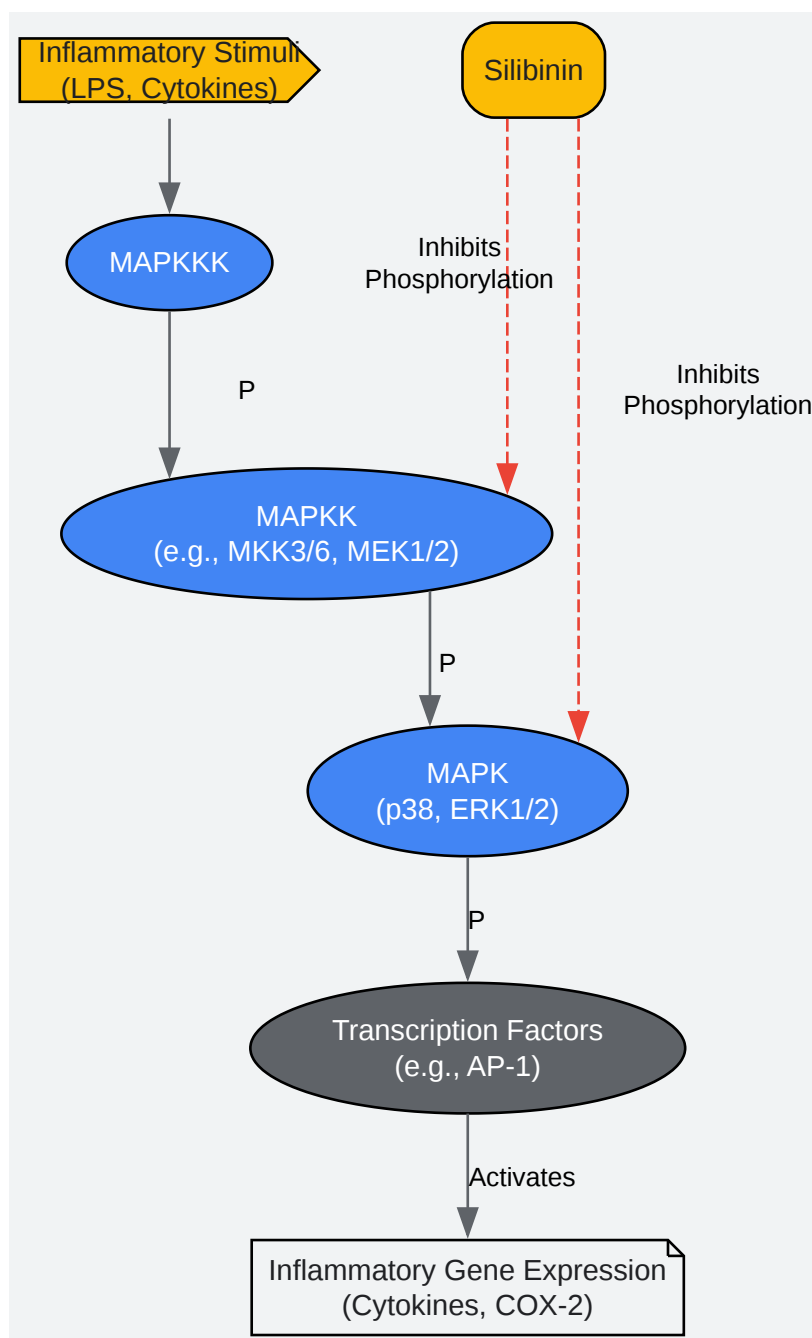 Inflammatory Stimuli
(LPS, Cytokines)
Silibinin
MAPKKK
Inhibits
Phosphorylation
P
Inhibits
Phosphorylation
MAPKK
(e.g., MKK3/6, MEK1/2)
P
MAPK
(p38, ERK1/2)
P
Transcription Factors
(e.g., AP-1)
Activates
Inflammatory Gene Expression
(Cytokines, COX-2)